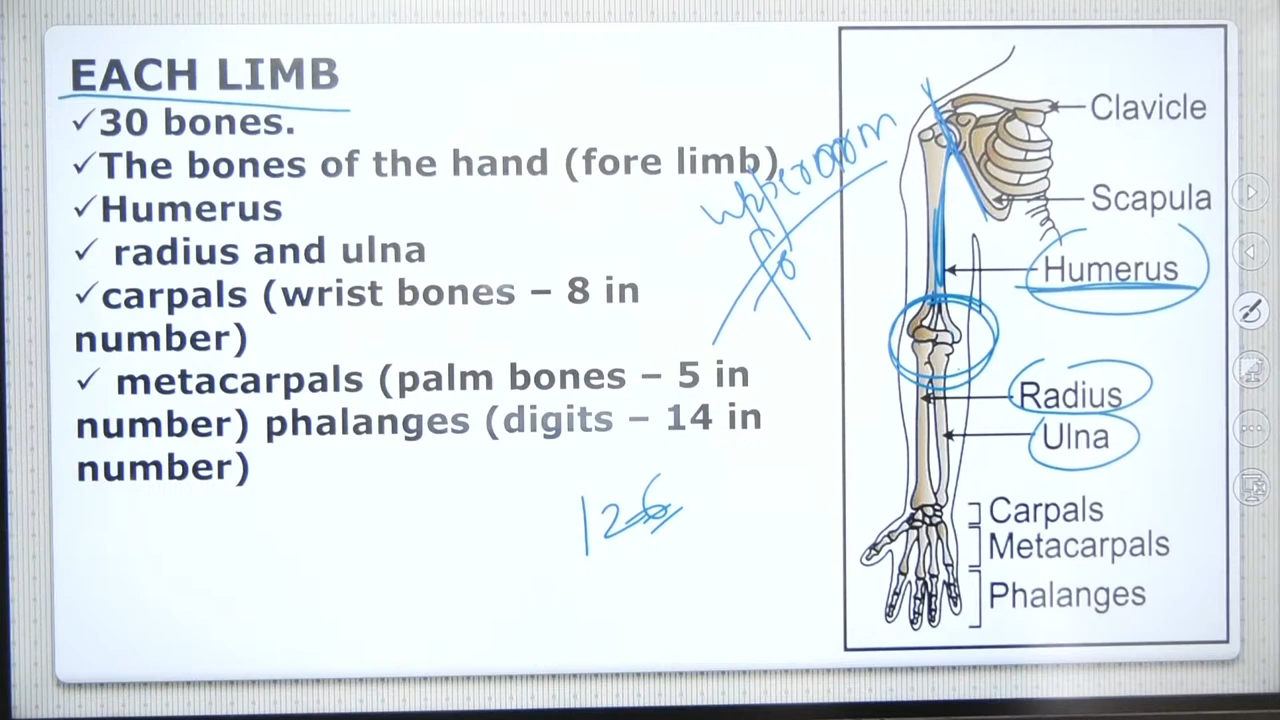 EACH LIMB
✓30 bones.
✓The bones of the hand (fore limb)
✓Humerus
✓ radius and ulna
✓carpals (wrist bones – 8 in
number)
✓ metacarpals (palm bones – 5 in
number) phalanges (digits – 14 in
number)
126
Clavicle
Scapula
Humerus
Radius
Ulna
Carpals
Metacarpals
Phalanges